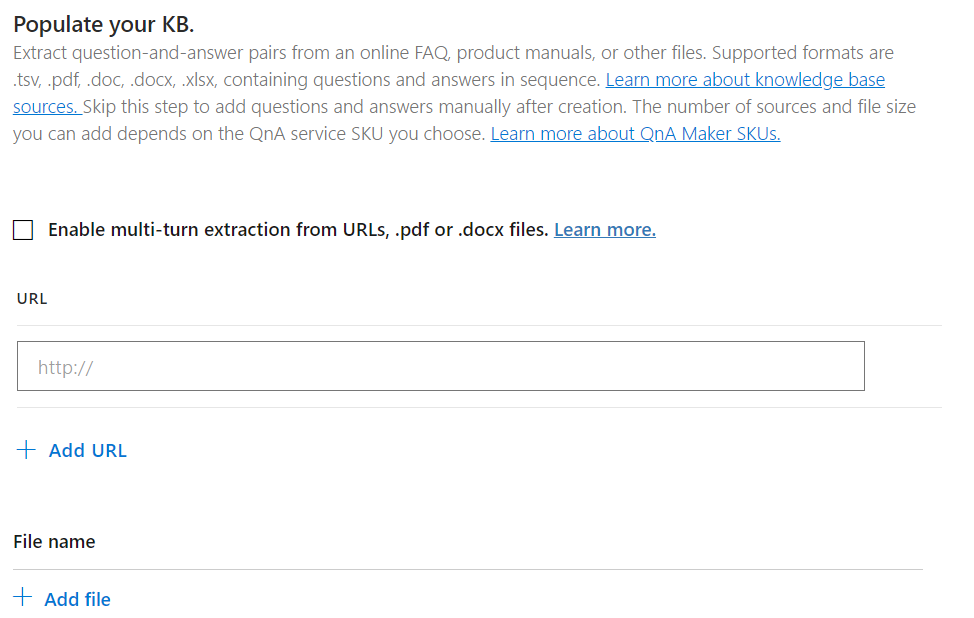 Populate your KB.
Extract question-and-answer pairs from an online FAQ, product manuals, or other files. Supported formats are
.tsv, .pdf, .doc, .docx, .xlsx, containing questions and answers in sequence. Learn more about knowledge base
sources. Skip this step to add questions and answers manually after creation. The number of sources and file size
you can add depends on the QnA service SKU you choose. Learn more about QnA Maker SKUs.
Enable multi-turn extraction from URLs, .pdf or .docx files. Learn more.
URL
http://
+ Add URL
File name
+ Add file